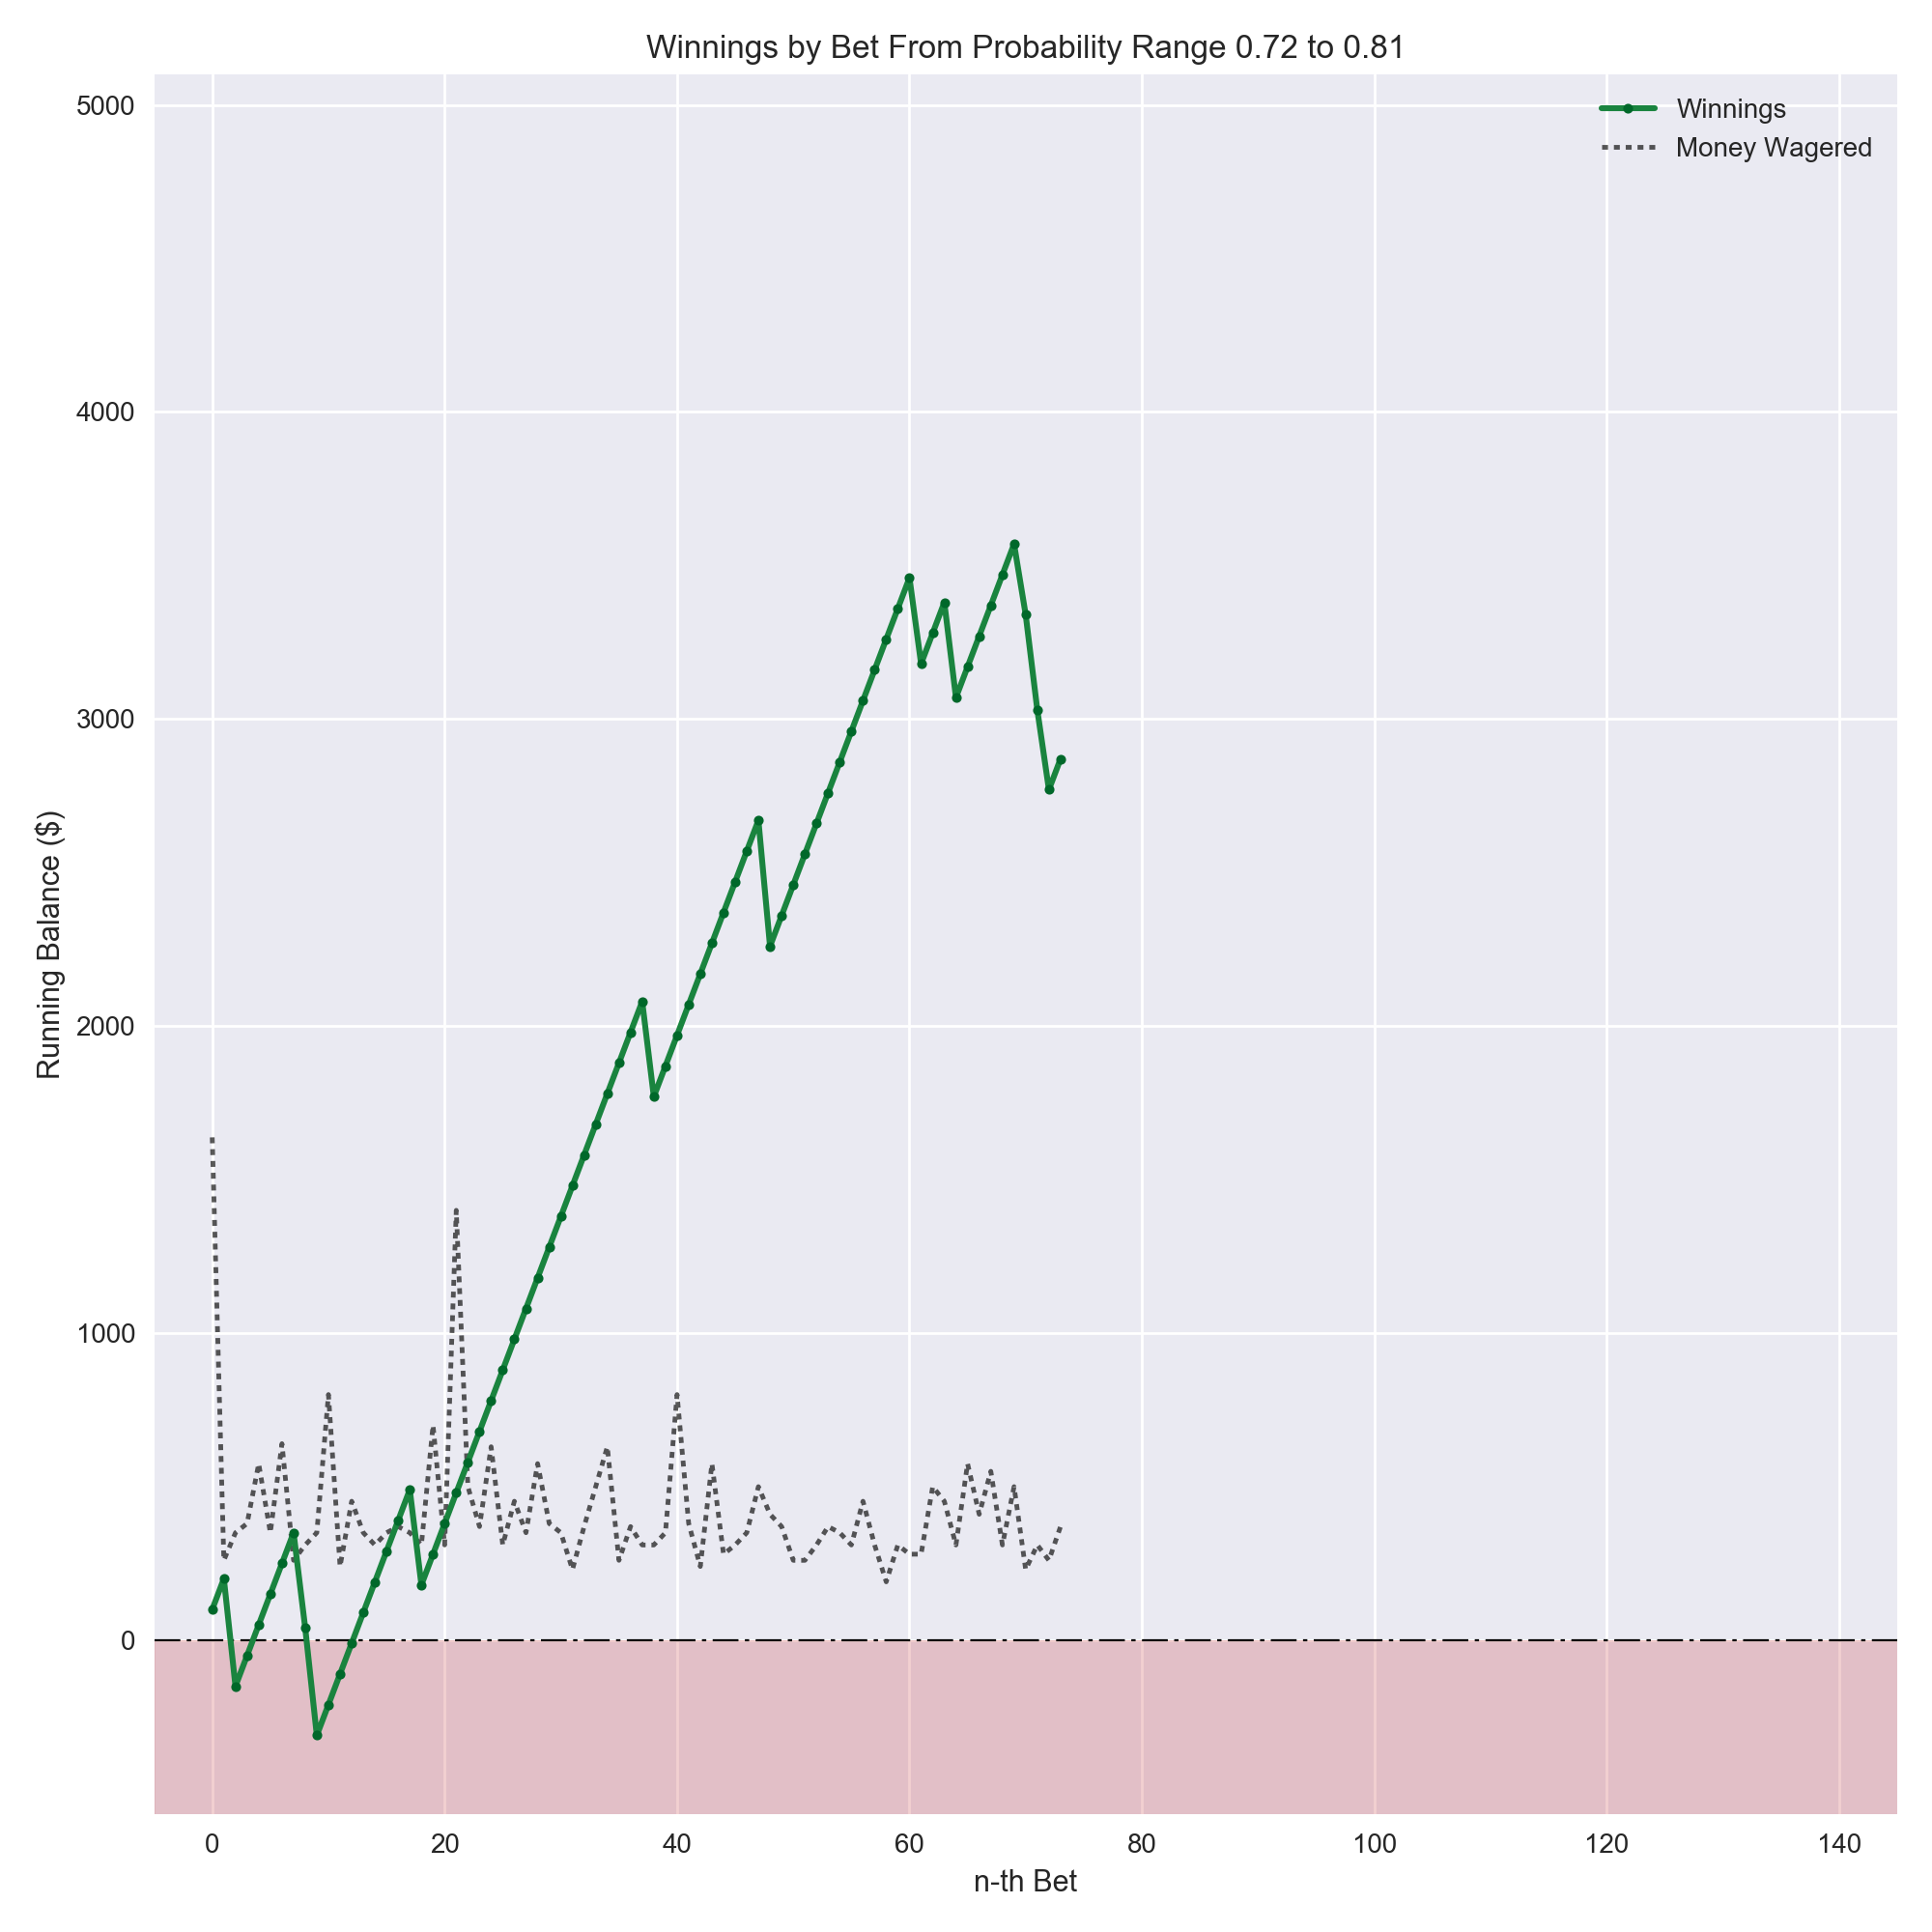 Winnings by Bet From Probability Range 0.72 to 0.81
Winnings
Money Wagered
5000
4000
3000
2000
1000
0
Running Balance ($)
0 20 40 60 80 100 120 140
n-th Bet